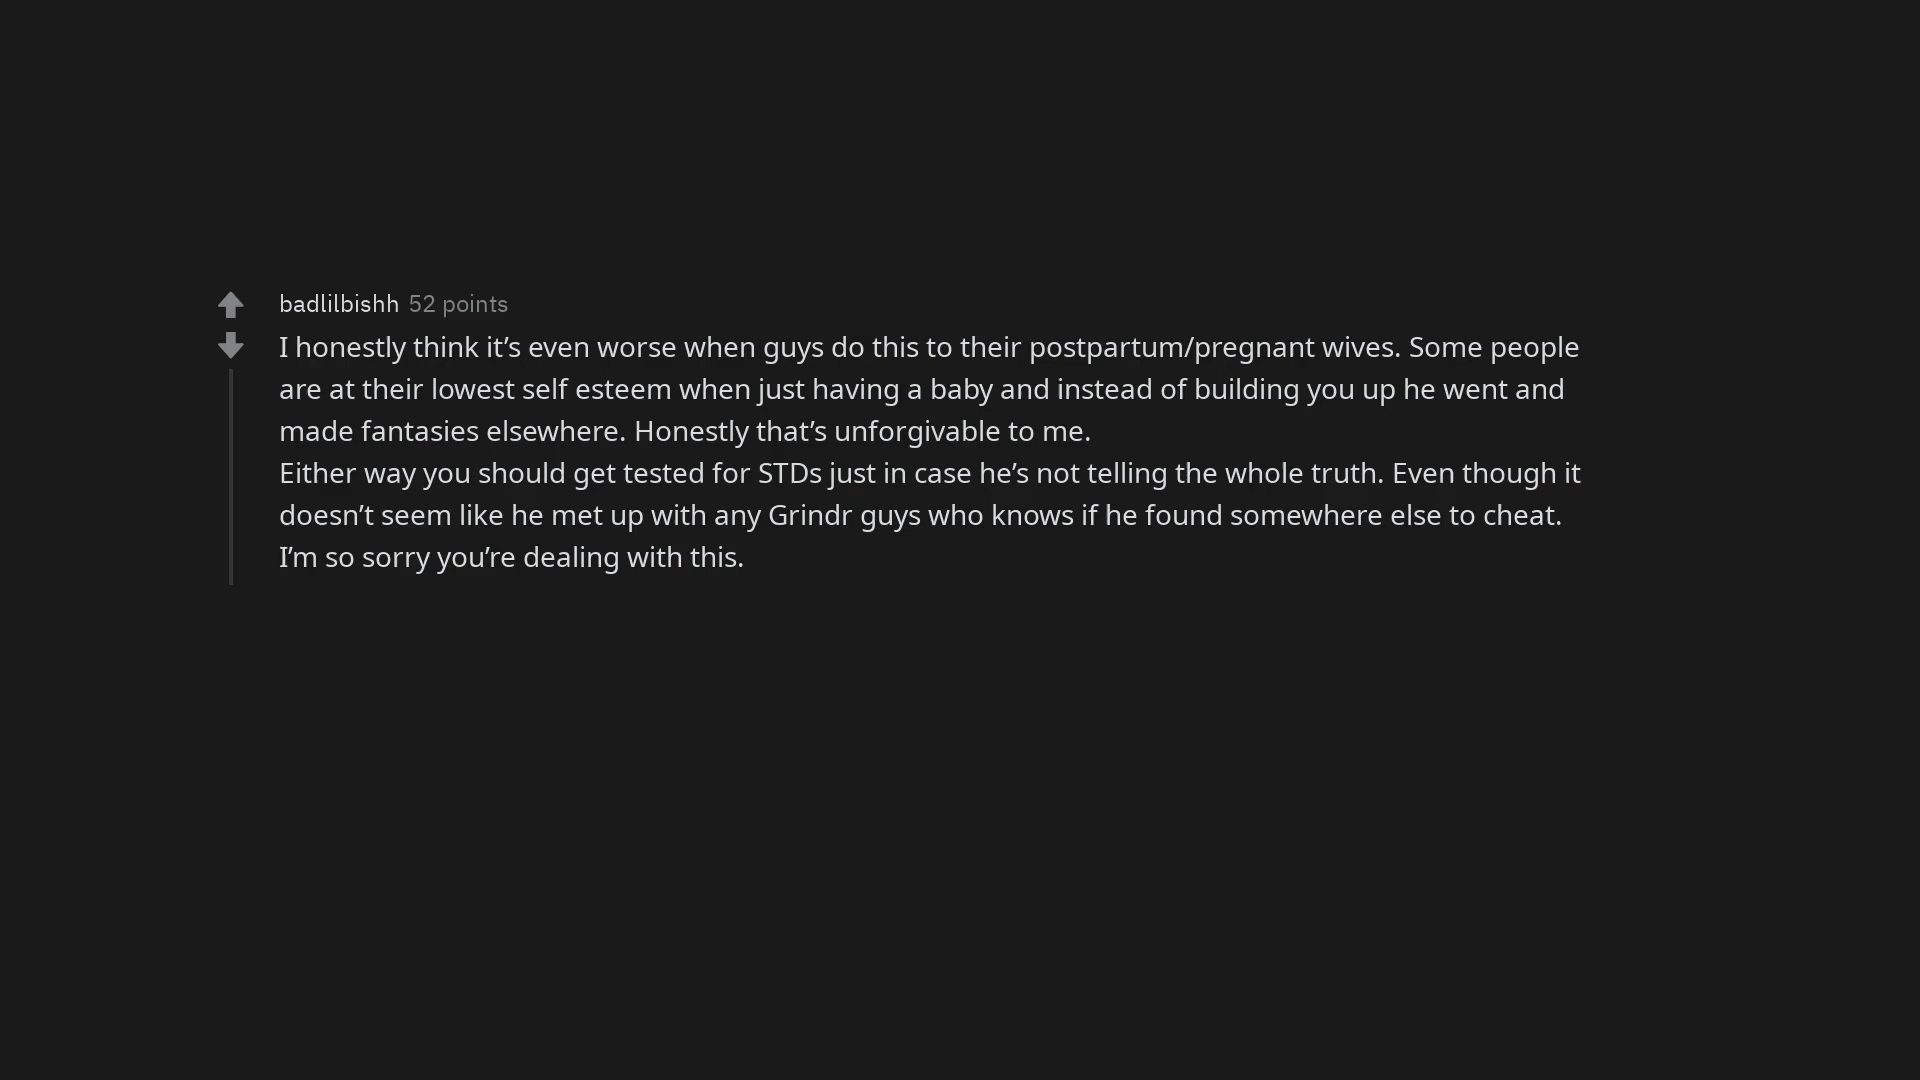 badlilbishh 52 points
I honestly think it’s even worse when guys do this to their postpartum/pregnant wives. Some people
are at their lowest self esteem when just having a baby and instead of building you up he went and
made fantasies elsewhere. Honestly that’s unforgivable to me.
Either way you should get tested for STDs just in case he’s not telling the whole truth. Even though it
doesn’t seem like he met up with any Grindr guys who knows if he found somewhere else to cheat.
I’m so sorry you’re dealing with this.